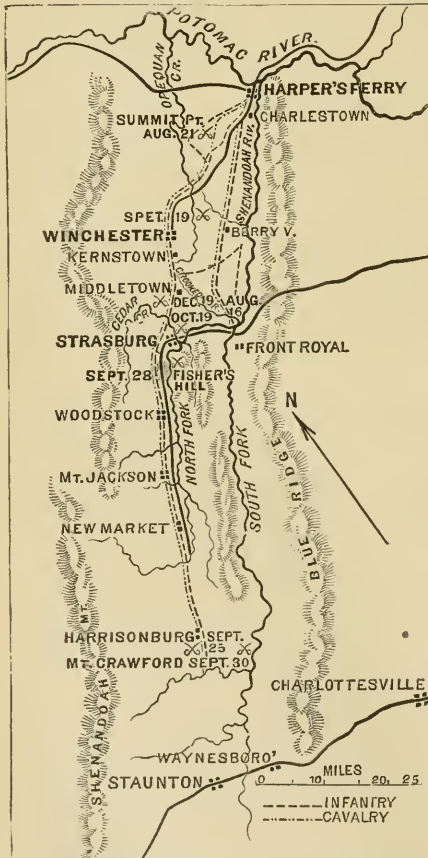 POTOMAC RIVER.
OPEQUAN CR.
HARPER'S FERRY
SUMMIT PT.
AUG. 21
CHARLESTOWN
SHENANDOAH RIV.
SPET. 19
WINCHESTER
BERRY V.
KERNSTOWN
MIDDLETOWN
DEC. 19 AUG. 16
CEDAR CR.
OCT. 19
STRASBURG
FRONT ROYAL
SEPT. 28 FISHER'S HILL
N
WOODSTOCK
NORTH FORK
SOUTH FORK
BLUE RIDGE
MT. JACKSON
NEW MARKET
HARRISONBURG SEPT. 25
MT. CRAWFORD SEPT. 30
SHENANDOAH MT.
CHARLOTTESVILLE
WAYNESBORO'
STAUNTON
MILES
0 10 20, 25
INFANTRY
CAVALRY